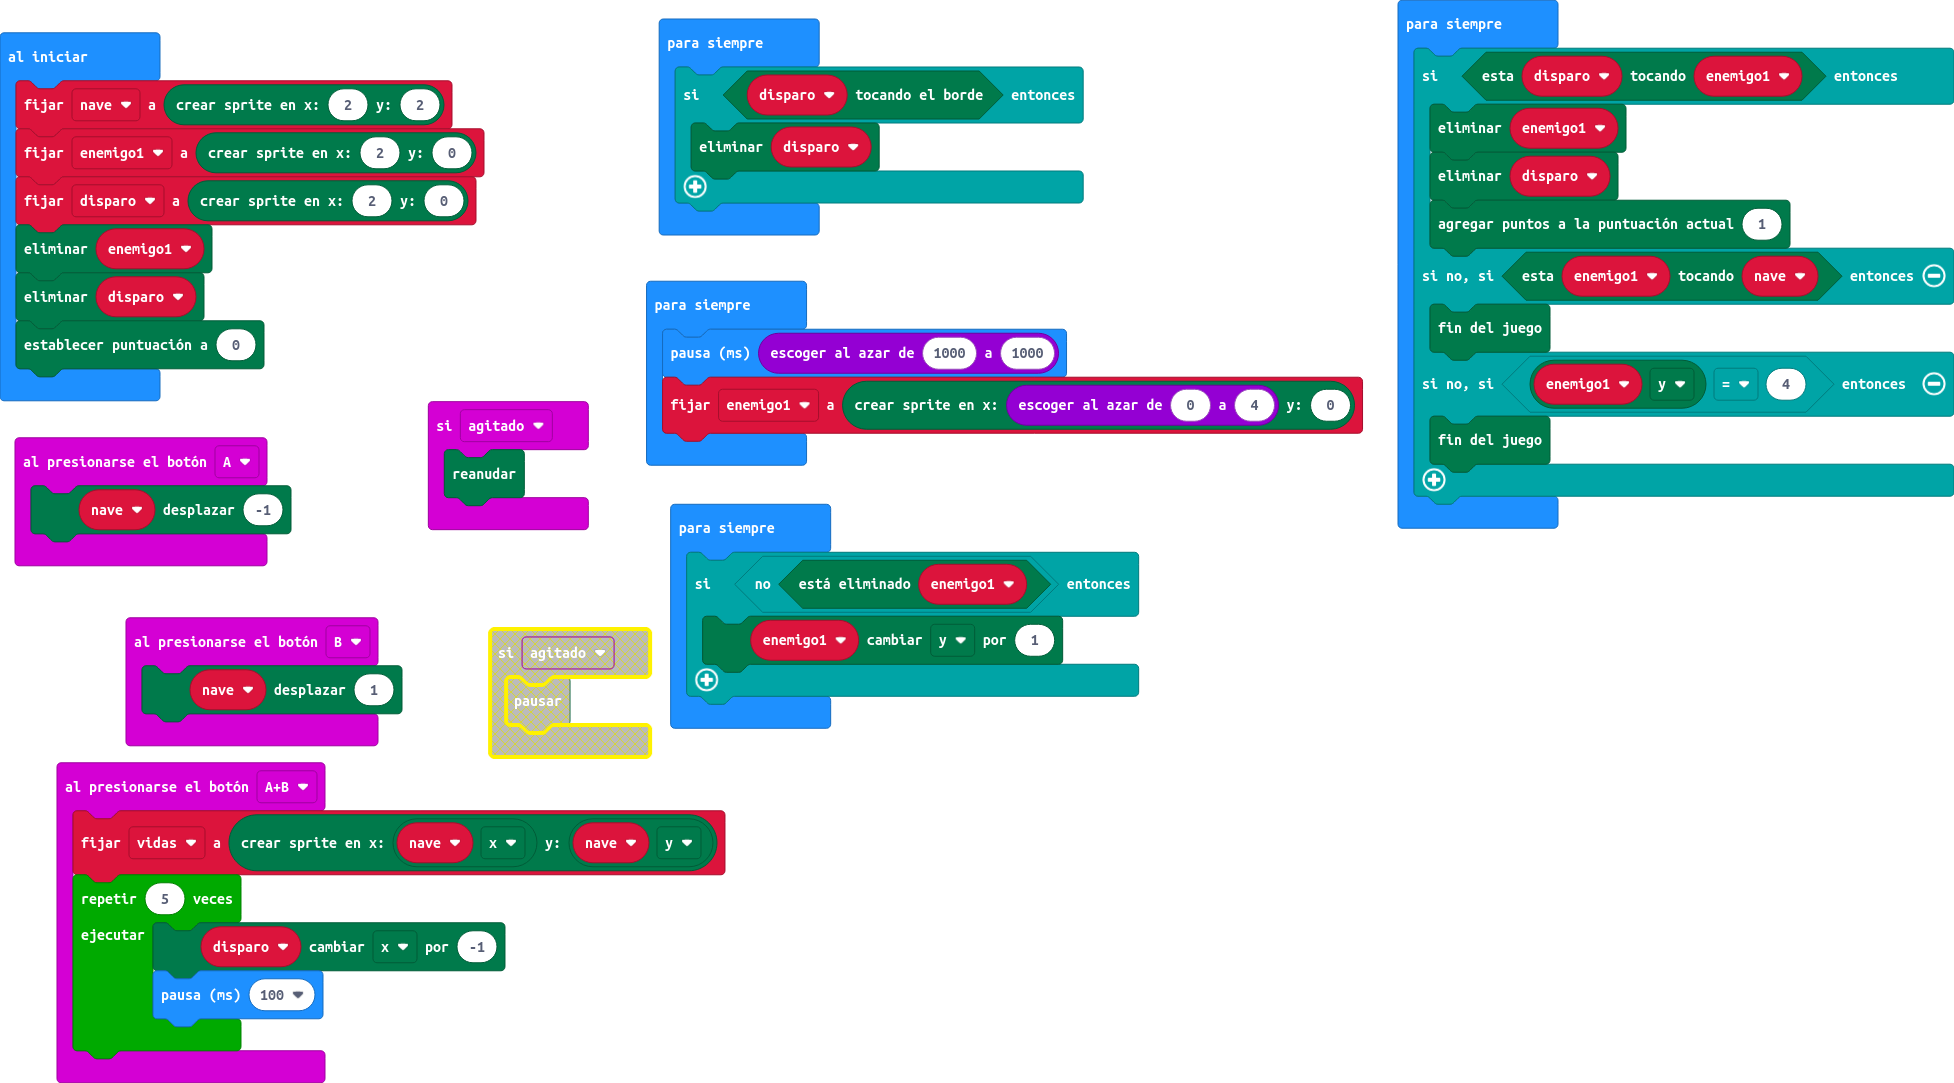 al iniciar
fijar nave a crear sprite en x: 2 y: 2
fijar enemigo1 a crear sprite en x: 2 y: 0
fijar disparo a crear sprite en x: 2 y: 0
eliminar enemigo1
eliminar disparo
establecer puntuación a 0
al presionarse el botón A
nave desplazar -1
si agitado
reanudar
al presionarse el botón B
nave desplazar 1
si agitado
pausar
al presionarse el botón A+B
fijar vidas a crear sprite en x: nave x y: nave y
repetir 5 veces
ejecutar disparo cambiar x por -1
pausa (ms) 100
para siempre
si disparo tocando el borde entonces
eliminar disparo
para siempre
pausa (ms) escoger al azar de 1000 a 1000
fijar enemigo1 a crear sprite en x: escoger al azar de 0 a 4 y: 0
para siempre
si no está eliminado enemigo1 entonces
enemigo1 cambiar y por 1
para siempre
si esta disparo tocando enemigo1 entonces
eliminar enemigo1
eliminar disparo
agregar puntos a la puntuación actual 1
si no, si esta enemigo1 tocando nave entonces
fin del juego
si no, si enemigo1 y = 4 entonces
fin del juego